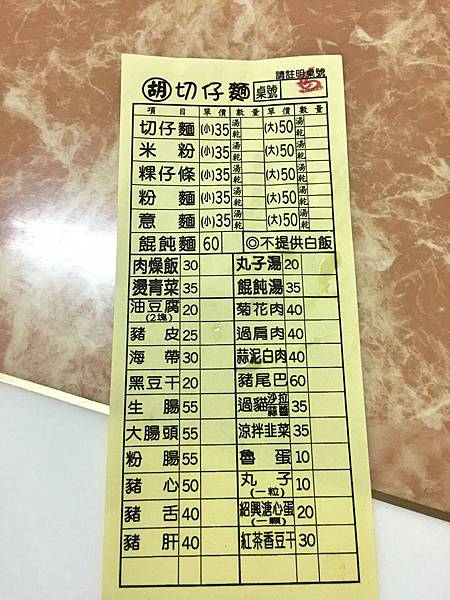 請註明桌號
胡 切仔麵 桌號
項目 單價 數量 單價 數量
切仔麵 (小)35 湯 乾 (大)50 湯 乾
米粉 (小)35 湯 乾 (大)50 湯 乾
粿仔條 (小)35 湯 乾 (大)50 湯 乾
粉麵 (小)35 湯 乾 (大)50 湯 乾
意麵 (小)35 湯 乾 (大)50 湯 乾
餛飩麵 60 ◎不提供白飯
肉燥飯 30 丸子湯 20
燙青菜 35 餛飩湯 35
油豆腐(2塊) 20 菊花肉 40
豬皮 25 過肩肉 40
海帶 30 蒜泥白肉 40
黑豆干 20 豬尾巴 60
生腸 55 過貓 沙拉 蒜醬 35
大腸頭 55 涼拌韭菜 35
粉腸 55 魯蛋 10
豬心 50 丸子(一粒) 10
豬舌 40 紹興溏心蛋(一顆) 20
豬肝 40 紅茶香豆干 30